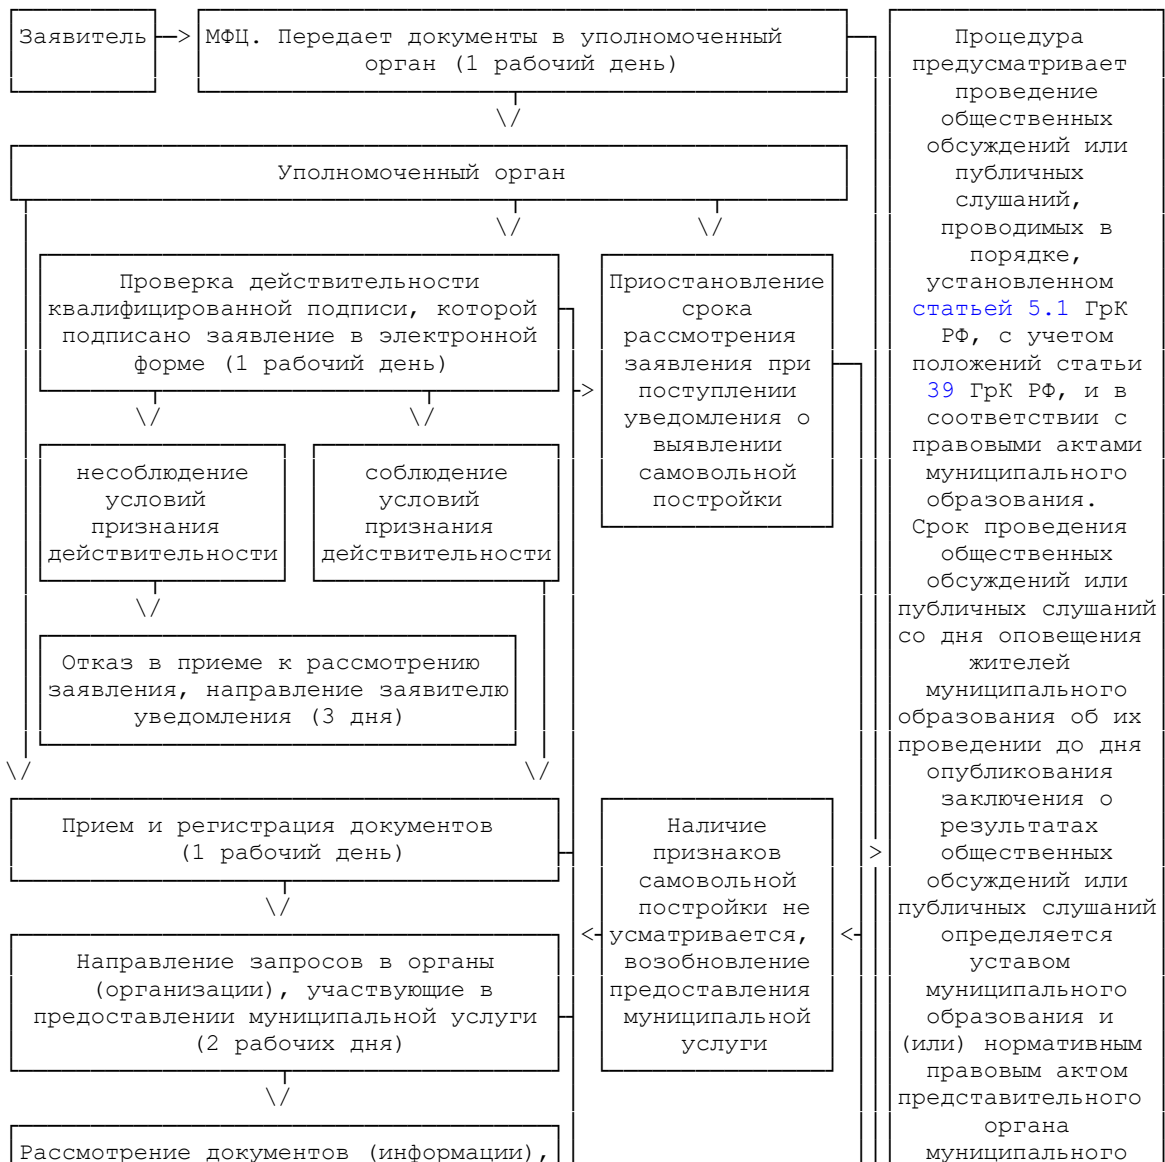 Заявитель
МФЦ. Передает документы в уполномоченный
орган (1 рабочий день)
Уполномоченный орган
Проверка действительности
квалифицированной подписи, которой
подписано заявление в электронной
форме (1 рабочий день)
Приостановление
срока
рассмотрения
заявления при
поступлении
уведомления о
выявлении
самовольной
постройки
несоблюдение
условий
признания
действительности
соблюдение
условий
признания
действительности
Отказ в приеме к рассмотрению
заявления, направление заявителю
уведомления (3 дня)
Прием и регистрация документов
(1 рабочий день)
Наличие
признаков
самовольной
постройки не
усматривается,
возобновление
предоставления
муниципальной
услуги
Направление запросов в органы
(организации), участвующие в
предоставлении муниципальной услуги
(2 рабочих дня)
Рассмотрение документов (информации),
Процедура
предусматривает
проведение
общественных
обсуждений или
публичных
слушаний,
проводимых в
порядке,
установленном
статьей 5.1 ГрК
РФ, с учетом
положений статьи
39 ГрК РФ, и в
соответствии с
правовыми актами
муниципального
образования.
Срок проведения
общественных
обсуждений или
публичных слушаний
со дня оповещения
жителей
муниципального
образования об их
проведении до дня
опубликования
заключения о
результатах
общественных
обсуждений или
публичных слушаний
определяется
уставом
муниципального
образования и
(или) нормативным
правовым актом
представительного
органа
муниципального